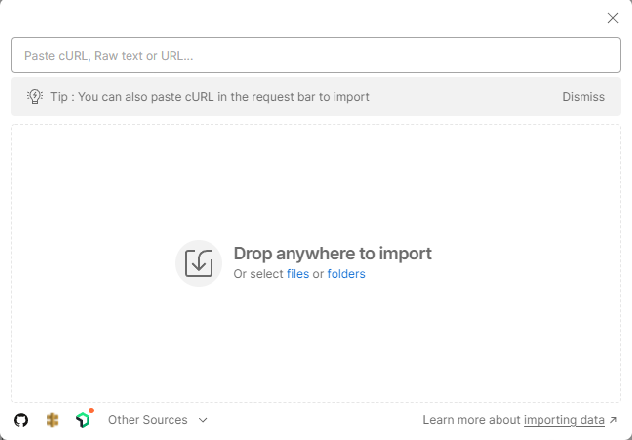 Paste cURL, Raw text or URL...
Tip : You can also paste cURL in the request bar to import Dismiss
Drop anywhere to import
Or select files or folders
Other Sources Learn more about importing data ↗